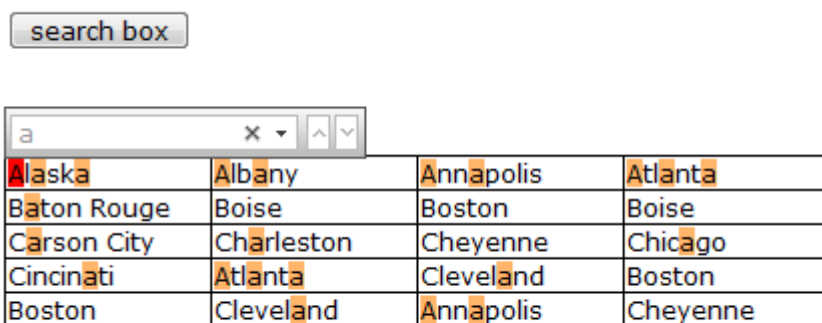 search box
a
Alaska Albany Annapolis Atlanta
Baton Rouge Boise Boston Boise
Carson City Charleston Cheyenne Chicago
Cincinati Atlanta Cleveland Boston
Boston Cleveland Annapolis Cheyenne